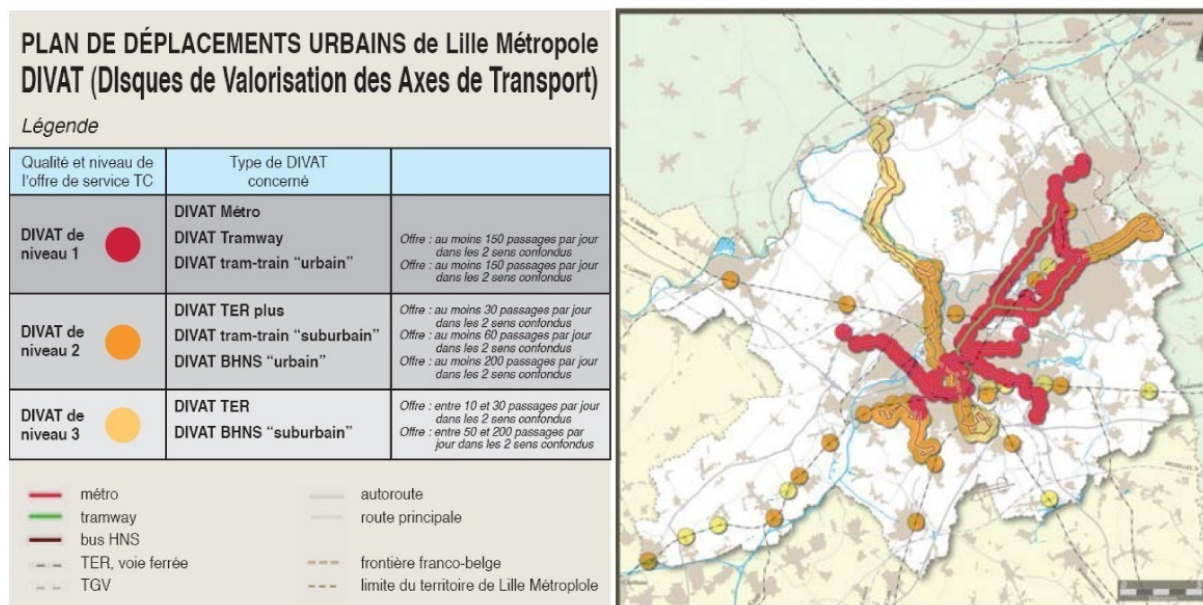 PLAN DE DÉPLACEMENTS URBAINS de Lille Métropole
DIVAT (DIsques de Valorisation des Axes de Transport)
Légende
Qualité et niveau de
l'offre de service TC
Type de DIVAT
concerné
DIVAT de
niveau 1
DIVAT Métro
DIVAT Tramway
DIVAT tram-train "urbain"
Offre : au moins 150 passages par jour
dans les 2 sens confondus
Offre : au moins 150 passages par jour
dans les 2 sens confondus
DIVAT de
niveau 2
DIVAT TER plus
DIVAT tram-train "suburbain"
DIVAT BHNS "urbain"
Offre : au moins 30 passages par jour
dans les 2 sens confondus
Offre : au moins 60 passages par jour
dans les 2 sens confondus
Offre : au moins 200 passages par jour
dans les 2 sens confondus
DIVAT de
niveau 3
DIVAT TER
DIVAT BHNS "suburbain"
Offre : entre 10 et 30 passages par jour
dans les 2 sens confondus
Offre : entre 50 et 200 passages par
jour dans les 2 sens confondus
métro
tramway
bus HNS
TER, voie ferrée
TGV
autoroute
route principale
frontière franco-belge
limite du territoire de Lille Métroplole